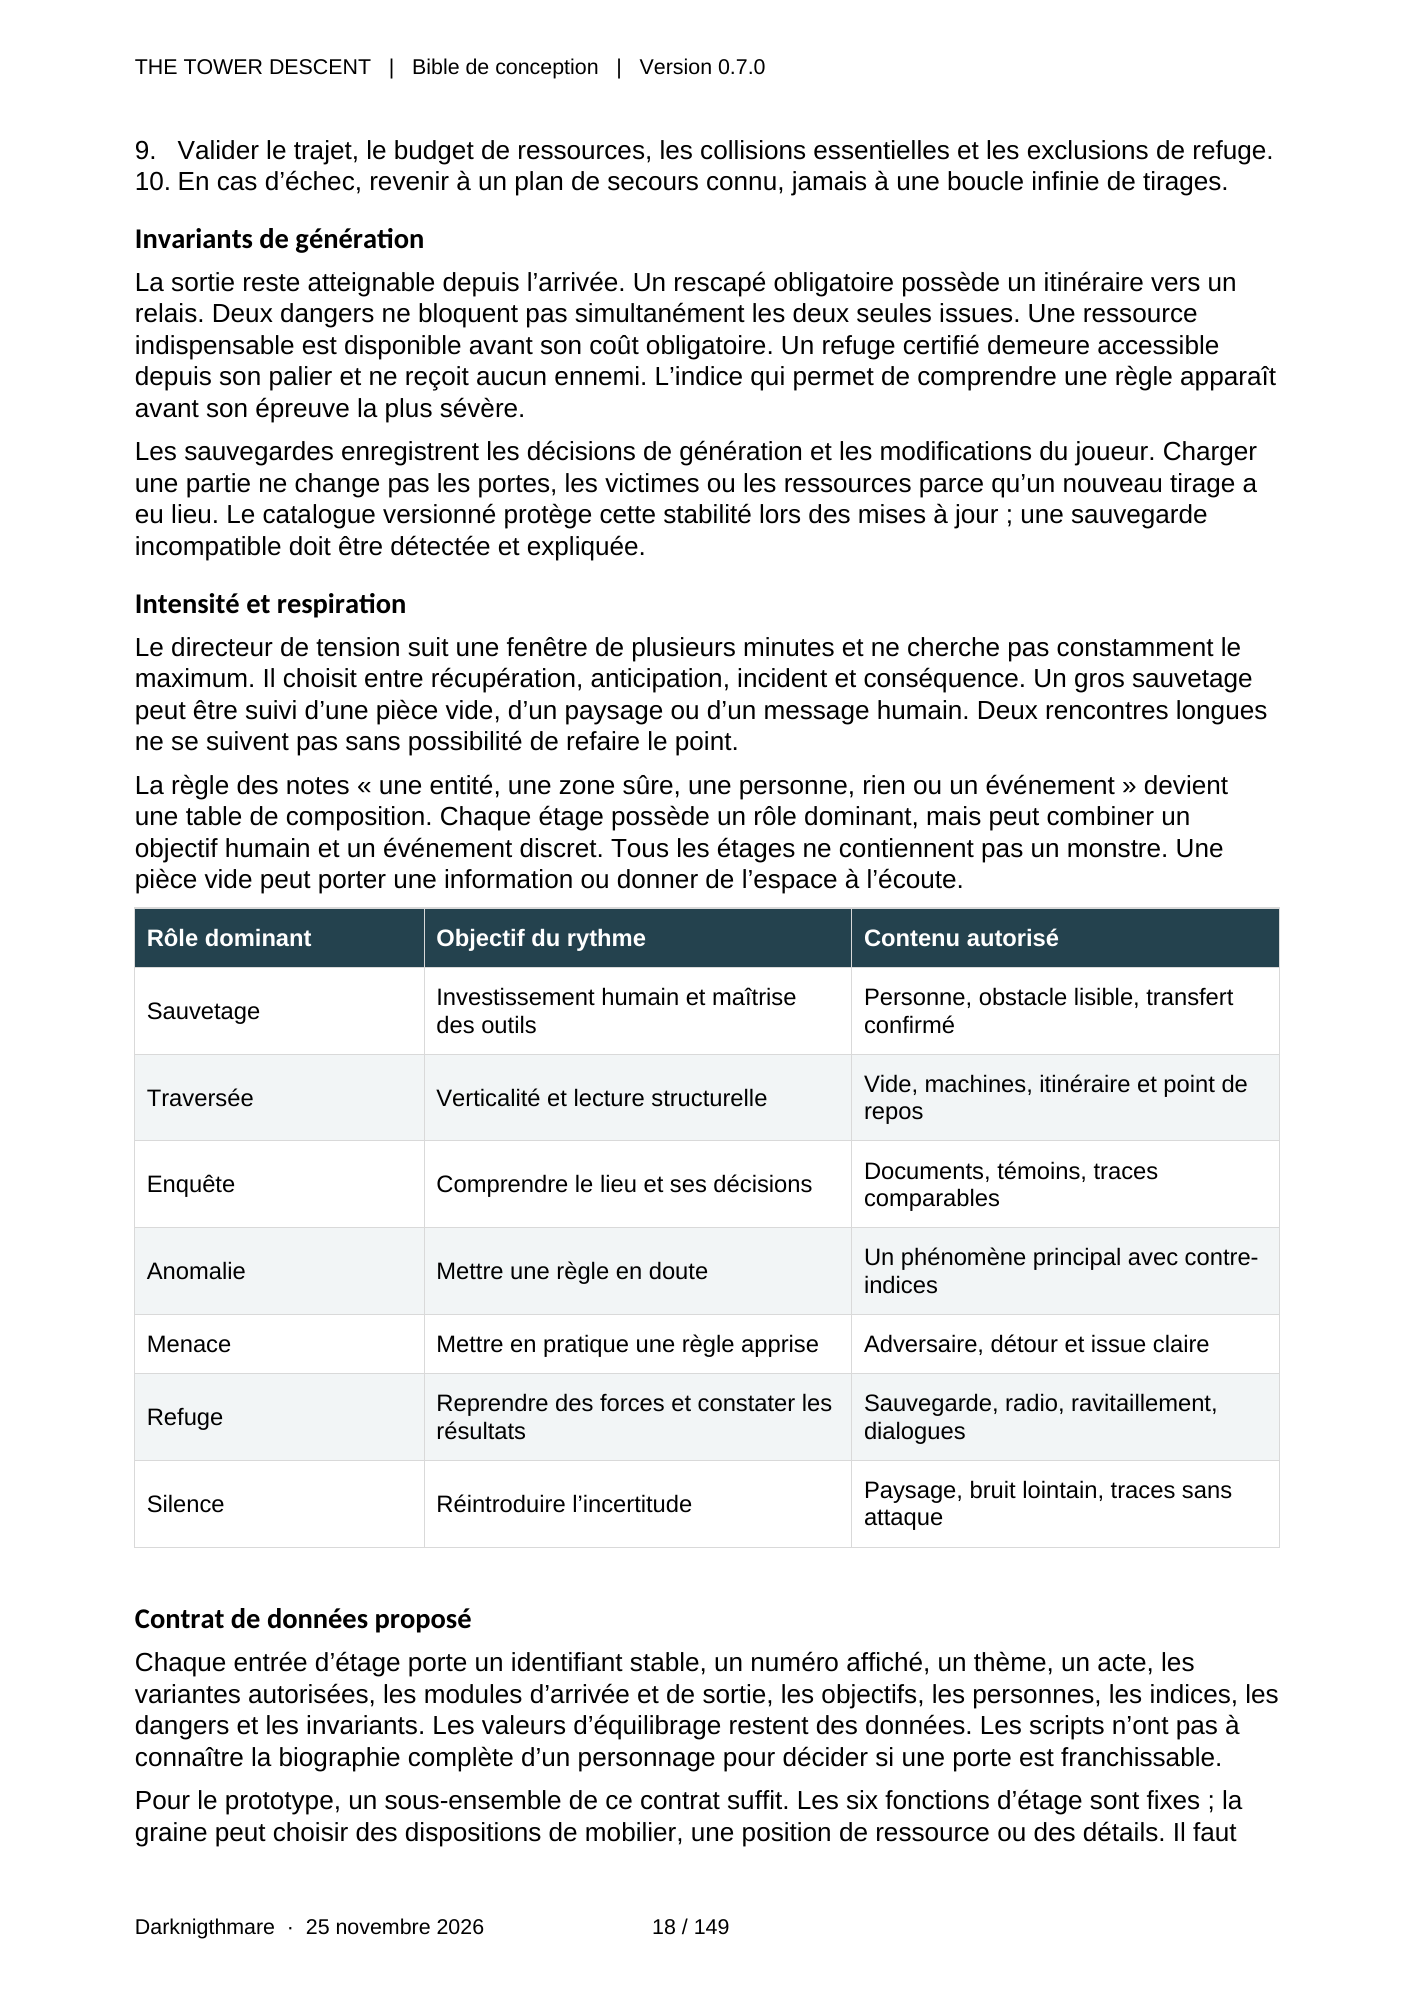 THE TOWER DESCENT | Bible de conception | Version 0.7.0
9. Valider le trajet, le budget de ressources, les collisions essentielles et les exclusions de refuge.
10. En cas d’échec, revenir à un plan de secours connu, jamais à une boucle infinie de tirages.
Invariants de génération
La sortie reste atteignable depuis l’arrivée. Un rescapé obligatoire possède un itinéraire vers un
relais. Deux dangers ne bloquent pas simultanément les deux seules issues. Une ressource
indispensable est disponible avant son coût obligatoire. Un refuge certifié demeure accessible
depuis son palier et ne reçoit aucun ennemi. L’indice qui permet de comprendre une règle apparaît
avant son épreuve la plus sévère.
Les sauvegardes enregistrent les décisions de génération et les modifications du joueur. Charger
une partie ne change pas les portes, les victimes ou les ressources parce qu’un nouveau tirage a
eu lieu. Le catalogue versionné protège cette stabilité lors des mises à jour ; une sauvegarde
incompatible doit être détectée et expliquée.
Intensité et respiration
Le directeur de tension suit une fenêtre de plusieurs minutes et ne cherche pas constamment le
maximum. Il choisit entre récupération, anticipation, incident et conséquence. Un gros sauvetage
peut être suivi d’une pièce vide, d’un paysage ou d’un message humain. Deux rencontres longues
ne se suivent pas sans possibilité de refaire le point.
La règle des notes « une entité, une zone sûre, une personne, rien ou un événement » devient
une table de composition. Chaque étage possède un rôle dominant, mais peut combiner un
objectif humain et un événement discret. Tous les étages ne contiennent pas un monstre. Une
pièce vide peut porter une information ou donner de l’espace à l’écoute.
Rôle dominant
Objectif du rythme
Contenu autorisé
Sauvetage
Investissement humain et maîtrise
des outils
Personne, obstacle lisible, transfert
confirmé
Traversée
Verticalité et lecture structurelle
Vide, machines, itinéraire et point de
repos
Enquête
Comprendre le lieu et ses décisions
Documents, témoins, traces
comparables
Anomalie
Mettre une règle en doute
Un phénomène principal avec contre-
indices
Menace
Mettre en pratique une règle apprise
Adversaire, détour et issue claire
Refuge
Reprendre des forces et constater les
résultats
Sauvegarde, radio, ravitaillement,
dialogues
Silence
Réintroduire l’incertitude
Paysage, bruit lointain, traces sans
attaque
Contrat de données proposé
Chaque entrée d’étage porte un identifiant stable, un numéro affiché, un thème, un acte, les
variantes autorisées, les modules d’arrivée et de sortie, les objectifs, les personnes, les indices, les
dangers et les invariants. Les valeurs d’équilibrage restent des données. Les scripts n’ont pas à
connaître la biographie complète d’un personnage pour décider si une porte est franchissable.
Pour le prototype, un sous-ensemble de ce contrat suffit. Les six fonctions d’étage sont fixes ; la
graine peut choisir des dispositions de mobilier, une position de ressource ou des détails. Il faut
Darknigthmare · 25 novembre 2026
18 / 149